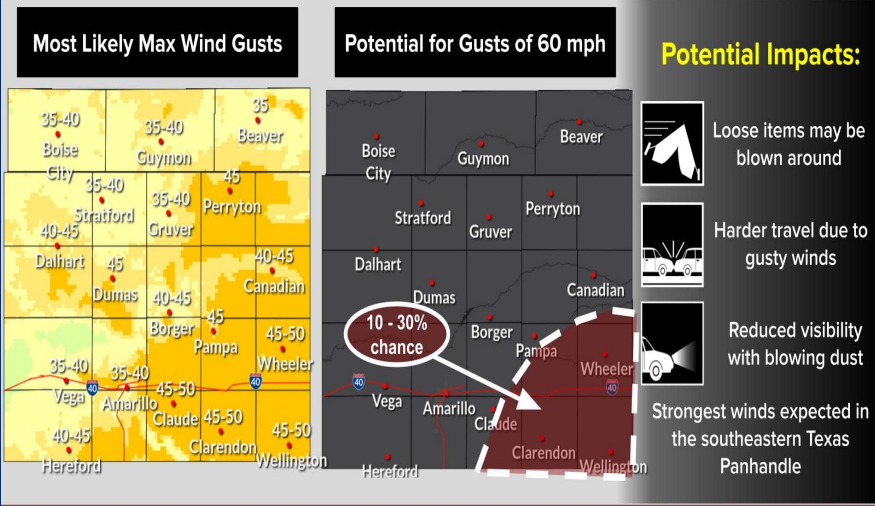 Most Likely Max Wind Gusts
35-40
Boise
City
35-40
Guymon
35
Beaver
35-40
Stratford
35-40
Gruver
45
Perryton
40-45
Dalhart
45
Dumas
40-45
Canadian
40-45
Borger
45
Pampa
45-50
Wheeler
35-40
Vega
40
35-40
Amarillo
45-50
Claude
40
45-50
Clarendon
45-50
Wellington
40-45
Hereford
Potential for Gusts of 60 mph
Boise
City
Guymon
Beaver
Stratford
Gruver
Perryton
Dalhart
Dumas
Canadian
10 - 30%
chance
Borger
Pampa
Wheeler
40
Vega
Amarillo
40
Claude
Clarendon
Wellington
Hereford
Potential Impacts:
Loose items may be
blown around
Harder travel due to
gusty winds
Reduced visibility
with blowing dust
Strongest winds expected in
the southeastern Texas
Panhandle